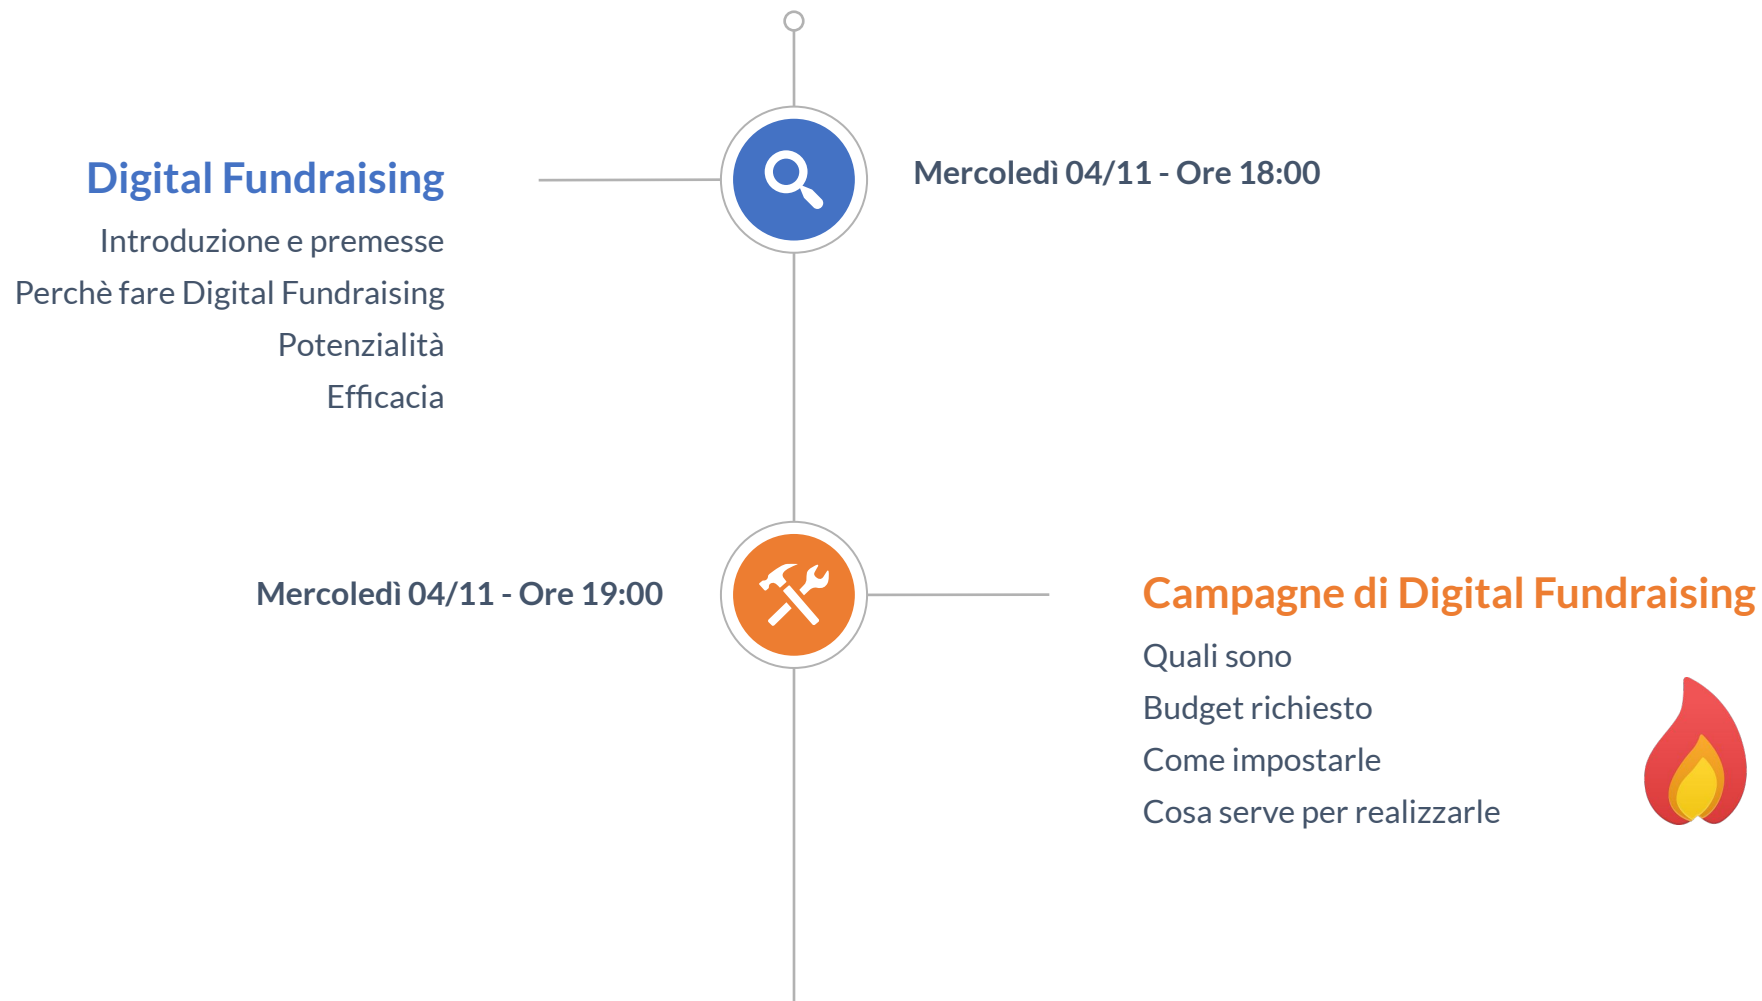 Digital Fundraising
Mercoledì 04/11 - Ore 18:00
Introduzione e premesse
Perchè fare Digital Fundraising
Potenzialità
Efficacia
Mercoledì 04/11 - Ore 19:00
Campagne di Digital Fundraising
Quali sono
Budget richiesto
Come impostarle
Cosa serve per realizzarle